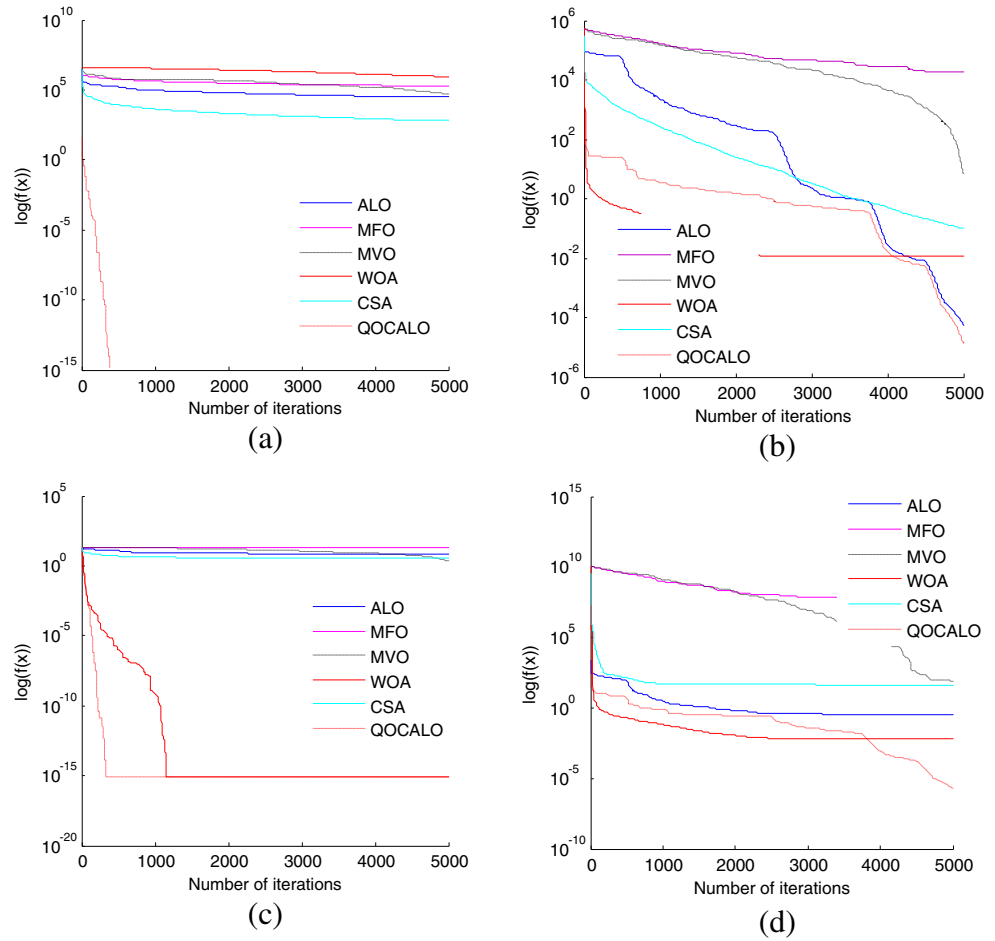 10^10
10^5
10^0
10^-5
10^-10
10^-15
log(f(x))
ALO
MFO
MVO
WOA
CSA
QOCALO
0 1000 2000 3000 4000 5000
Number of iterations
(a)
10^6
10^4
10^2
10^0
10^-2
10^-4
10^-6
log(f(x))
ALO
MFO
MVO
WOA
CSA
QOCALO
0 1000 2000 3000 4000 5000
Number of iterations
(b)
10^5
10^0
10^-5
10^-10
10^-15
10^-20
log(f(x))
ALO
MFO
MVO
WOA
CSA
QOCALO
0 1000 2000 3000 4000 5000
Number of iterations
(c)
10^15
10^10
10^5
10^0
10^-5
10^-10
log(f(x))
ALO
MFO
MVO
WOA
CSA
QOCALO
0 1000 2000 3000 4000 5000
Number of iterations
(d)